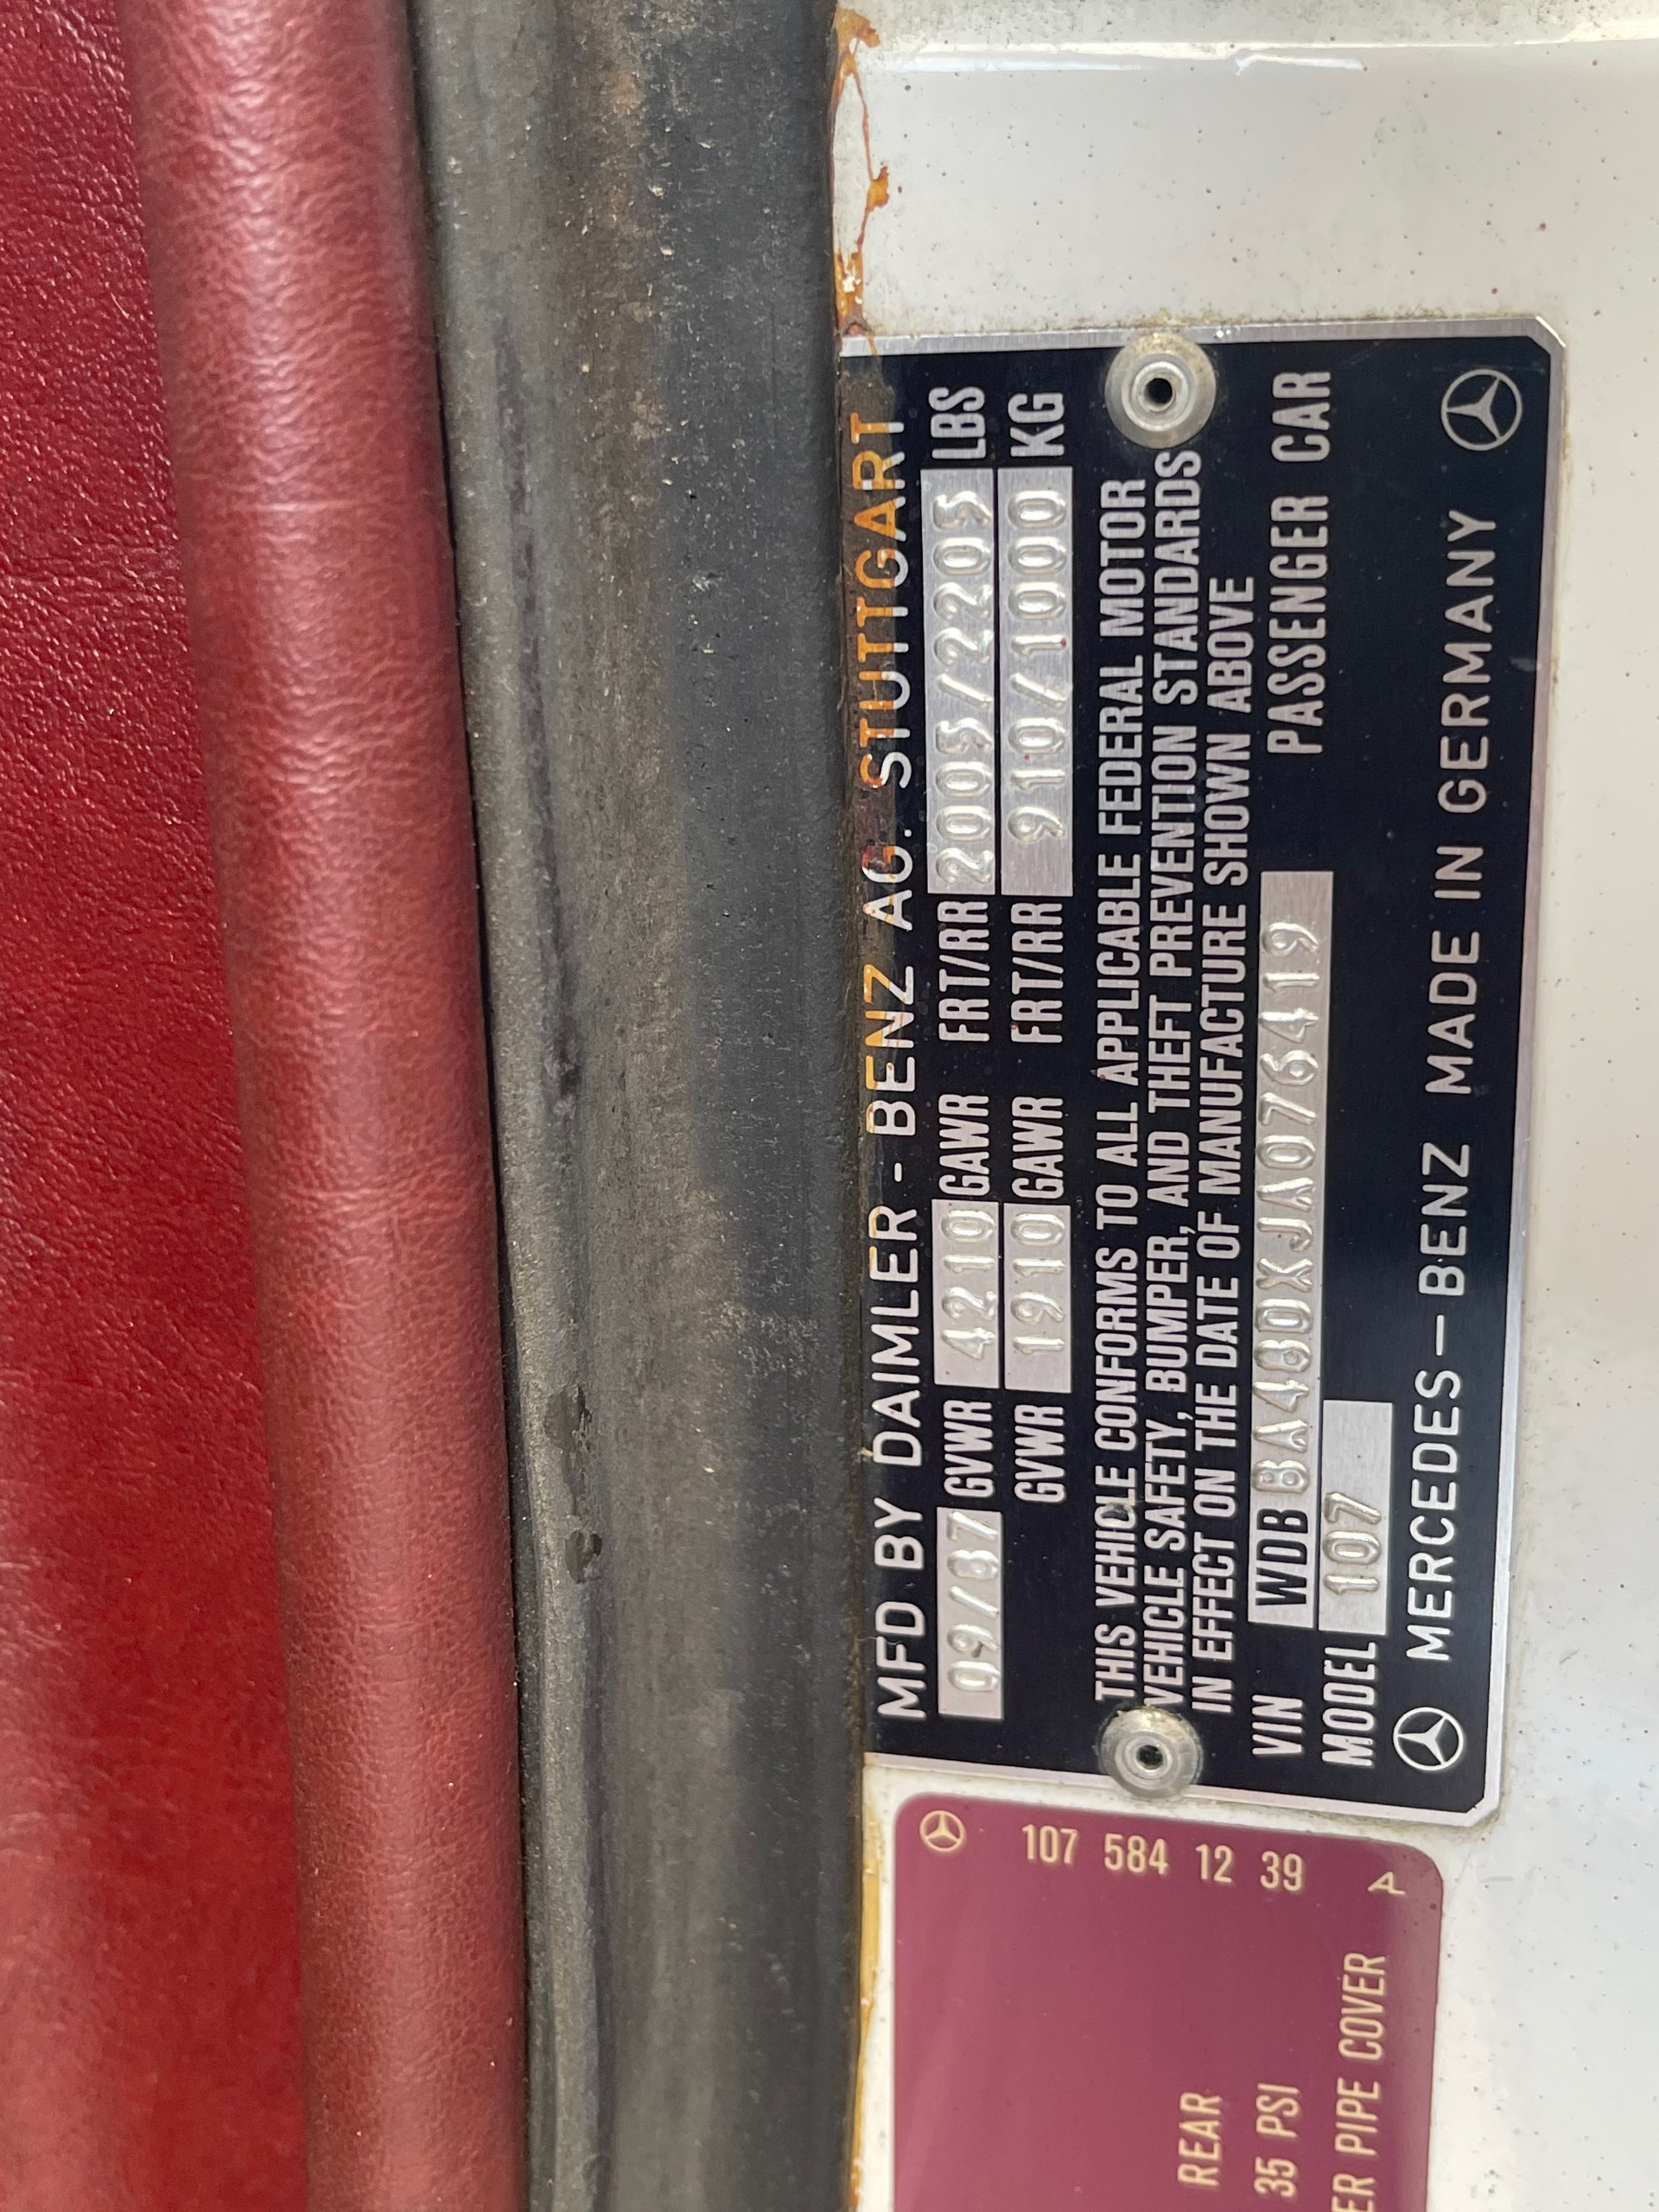 MFD BY DAIMLER-BENZ AG. STUTTGART
09/87 GVWR 4210 GAWR FRT/RR 2005/2205 LBS
GVWR 1910 GAWR FRT/RR 910/1000 KG
THIS VEHICLE CONFORMS TO ALL APPLICABLE FEDERAL MOTOR
VEHICLE SAFETY, BUMPER, AND THEFT PREVENTION STANDARDS
IN EFFECT ON THE DATE OF MANUFACTURE SHOWN ABOVE
VIN WDB BA48DXJA076419 PASSENGER CAR
MODEL 107
MERCEDES-BENZ MADE IN GERMANY
107 584 12 39
REAR
35 PSI
PIPE COVER